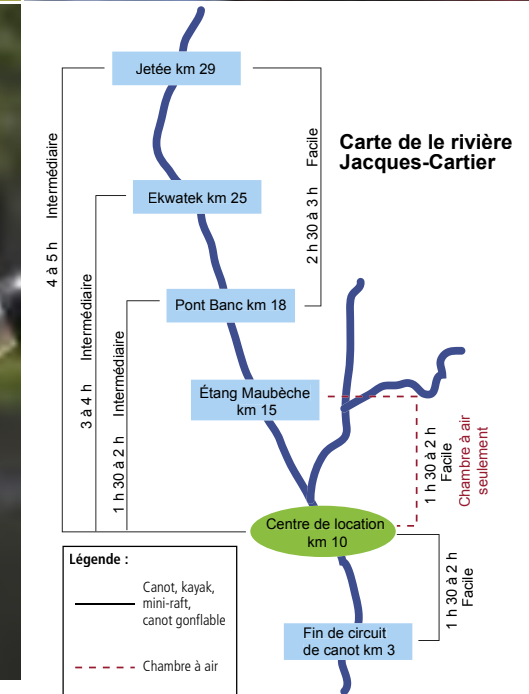 Carte de le rivière
Jacques-Cartier
Jetée km 29
Ekwatek km 25
Pont Banc km 18
Étang Maubèche
km 15
Centre de location
km 10
Fin de circuit
de canot km 3
4 à 5 h Intermédiaire
3 à 4 h Intermédiaire
1 h 30 à 2 h Intermédiaire
2 h 30 à 3 h Facile
1 h 30 à 2 h
Facile
Chambre à air
seulement
1 h 30 à 2 h
Facile
Légende :
Canot, kayak,
mini-raft,
canot gonflable
Chambre à air